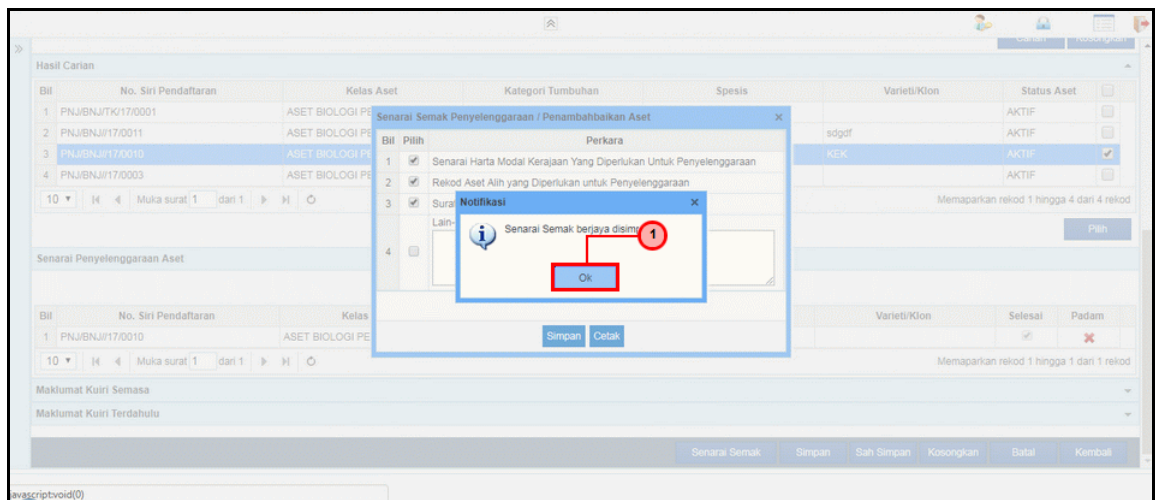 Carian Kosongkan
Hasil Carian
Bil No. Siri Pendaftaran Kelas Aset Kategori Tumbuhan Spesis Varieti/Klon Status Aset
1 PNJ/BNJ/TK/17/0001 ASET BIOLOGI PE AKTIF
2 PNJ/BNJ//17/0011 ASET BIOLOGI PE sdgdf AKTIF
3 PNJ/BNJ//17/0010 ASET BIOLOGI PE KEK AKTIF
4 PNJ/BNJ//17/0003 ASET BIOLOGI PE AKTIF
10 Muka surat 1 dari 1 Memaparkan rekod 1 hingga 4 dari 4 rekod
Pilih
Senarai Semak Penyelenggaraan / Penambahbaikan Aset x
Bil Pilih Perkara
1 Senarai Harta Modal Kerajaan Yang Diperlukan Untuk Penyelenggaraan
2 Rekod Aset Alih yang Diperlukan untuk Penyelenggaraan
3 Surat
4 Lain-
Simpan Cetak
Notifikasi x
Senarai Semak berjaya disimp
1
Ok
Senarai Penyelenggaraan Aset
Bil No. Siri Pendaftaran Kelas Varieti/Klon Selesai Padam
1 PNJ/BNJ//17/0010 ASET BIOLOGI PE
10 Muka surat 1 dari 1 Memaparkan rekod 1 hingga 1 dari 1 rekod
Maklumat Kuiri Semasa
Maklumat Kuiri Terdahulu
Senarai Semak Simpan Sah Simpan Kosongkan Batal Kembali
avascript:void(0)